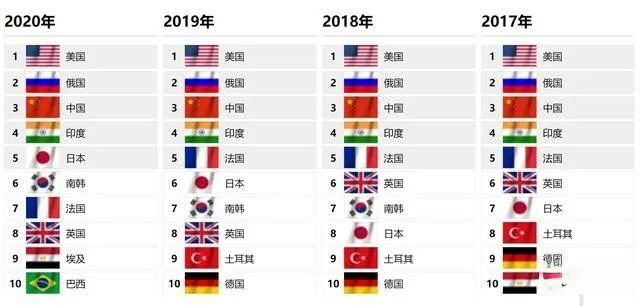 2020年
1 美国
2 俄国
3 中国
4 印度
5 日本
6 南韩
7 法国
8 英国
9 埃及
10 巴西
2019年
1 美国
2 俄国
3 中国
4 印度
5 法国
6 日本
7 南韩
8 英国
9 土耳其
10 德国
2018年
1 美国
2 俄国
3 中国
4 印度
5 法国
6 英国
7 南韩
8 日本
9 土耳其
10 德国
2017年
1 美国
2 俄国
3 中国
4 印度
5 法国
6 英国
7 日本
8 土耳其
9 德国
10